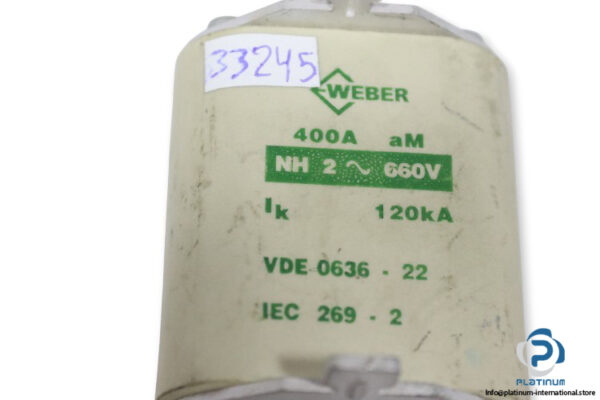 33245
WEBER
400A aM
NH 2 ~ 660V
Ik 120kA
VDE 0636 - 22
IEC 269 - 2
PLATINUM
info@platinum-international.store